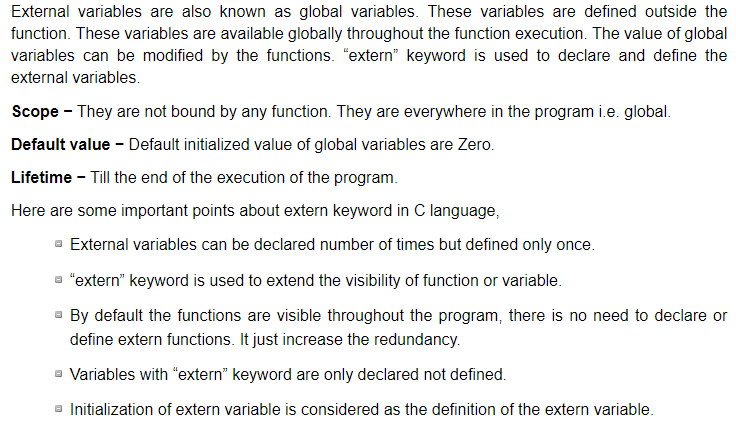 External variables are also known as global variables. These variables are defined outside the
function. These variables are available globally throughout the function execution. The value of global
variables can be modified by the functions. “extern” keyword is used to declare and define the
external variables.
Scope − They are not bound by any function. They are everywhere in the program i.e. global.
Default value − Default initialized value of global variables are Zero.
Lifetime − Till the end of the execution of the program.
Here are some important points about extern keyword in C language,
External variables can be declared number of times but defined only once.
“extern” keyword is used to extend the visibility of function or variable.
By default the functions are visible throughout the program, there is no need to declare or
define extern functions. It just increase the redundancy.
Variables with “extern” keyword are only declared not defined.
Initialization of extern variable is considered as the definition of the extern variable.